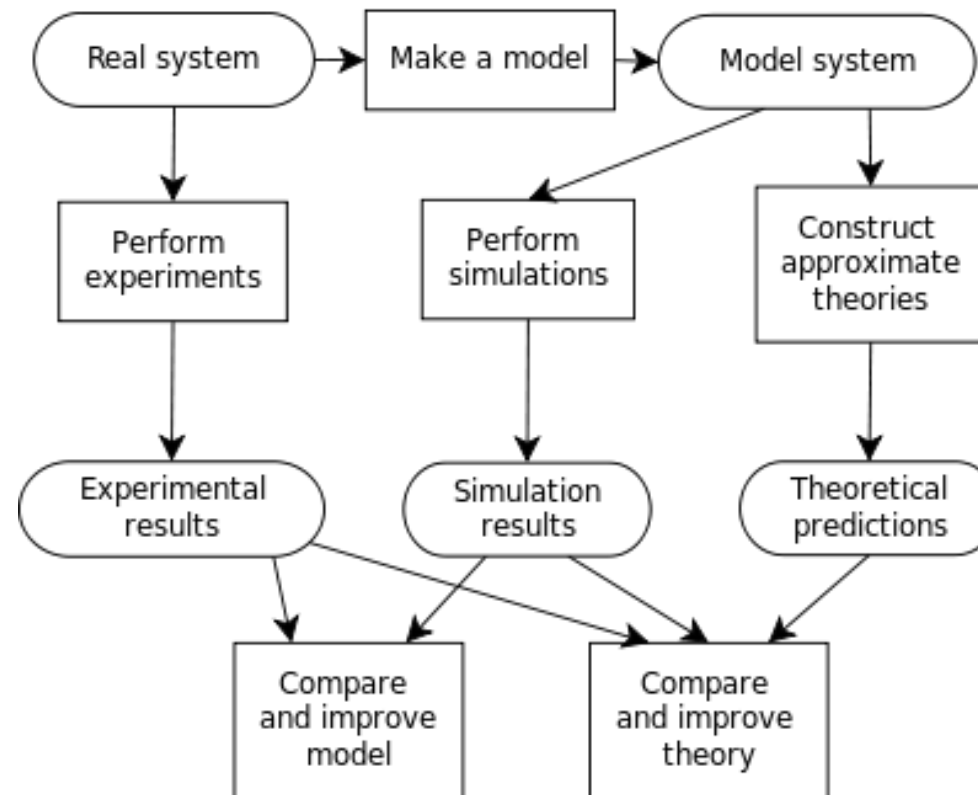 Real system
Make a model
Model system
Perform
experiments
Perform
simulations
Construct
approximate
theories
Experimental
results
Simulation
results
Theoretical
predictions
Compare
and improve
model
Compare
and improve
theory